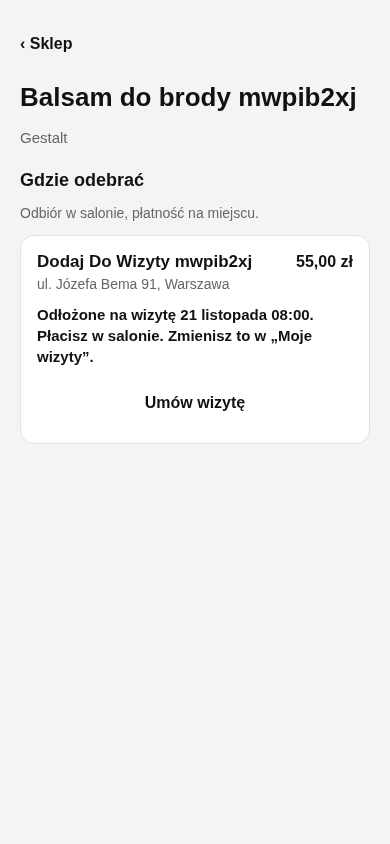 ‹ Sklep
Balsam do brody mwpib2xj
Gestalt
Gdzie odebrać
Odbiór w salonie, płatność na miejscu.
Dodaj Do Wizyty mwpib2xj 55,00 zł
ul. Józefa Bema 91, Warszawa
Odłożone na wizytę 21 listopada 08:00.
Płacisz w salonie. Zmienisz to w „Moje
wizyty”.
Umów wizytę